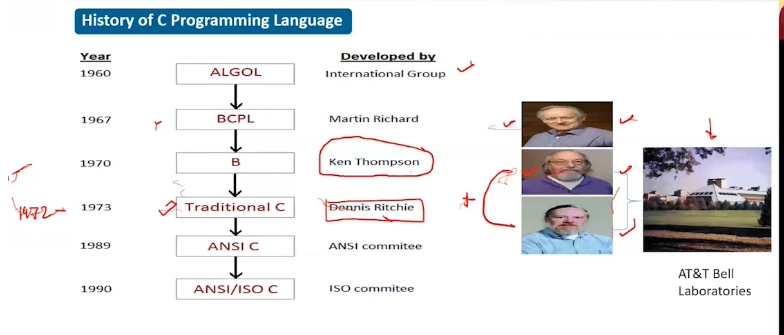 History of C Programming Language
Year Developed by
1960 ALGOL International Group
1967 BCPL Martin Richard
1970 B Ken Thompson
1973 Traditional C Dennis Ritchie
1972
1989 ANSI C ANSI commitee
1990 ANSI/ISO C ISO commitee
AT&T Bell
Laboratories